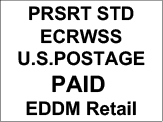 PRSRT STD
ECRWSS
U.S.POSTAGE
PAID
EDDM Retail